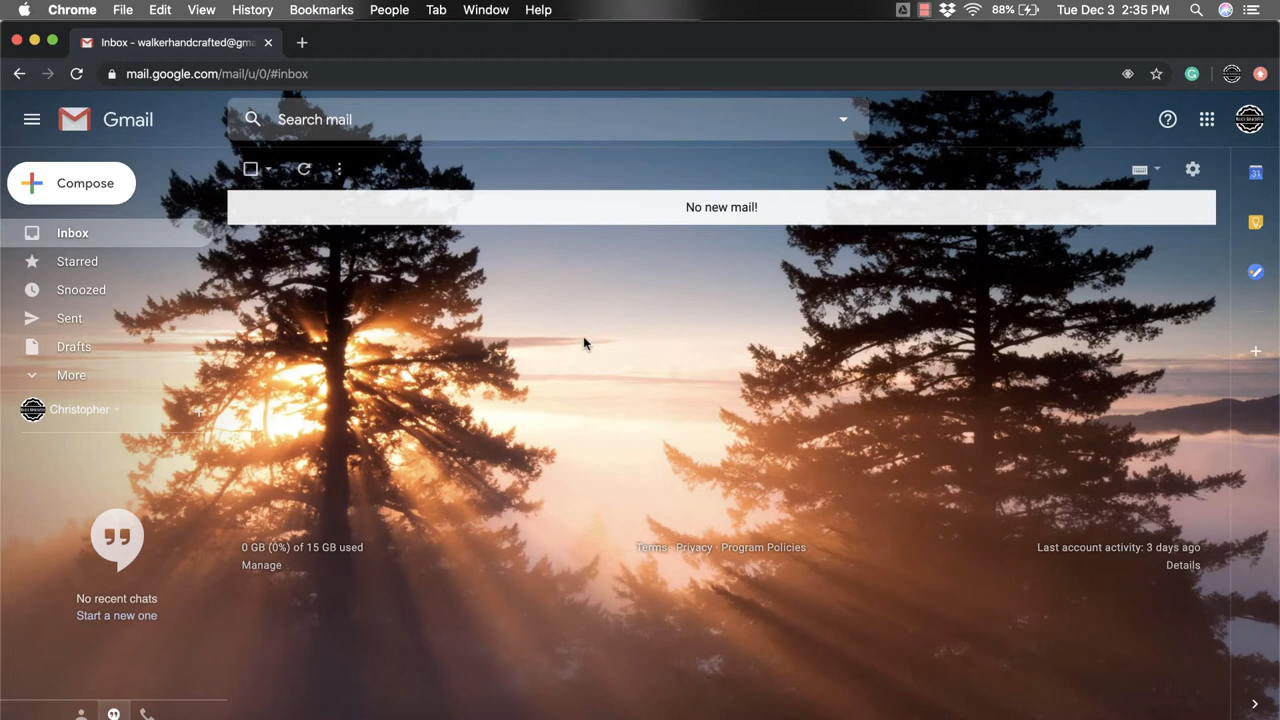 Chrome File Edit View History Bookmarks People Tab Window Help 88% Tue Dec 3 2:35 PM
Inbox - walkerhandcrafted@gma
mail.google.com/mail/u/0/#inbox
Gmail
Search mail
Compose
No new mail!
Inbox
Starred
Snoozed
Sent
Drafts
More
Christopher
31
0 GB (0%) of 15 GB used
Manage
Terms · Privacy · Program Policies
Last account activity: 3 days ago
Details
No recent chats
Start a new one